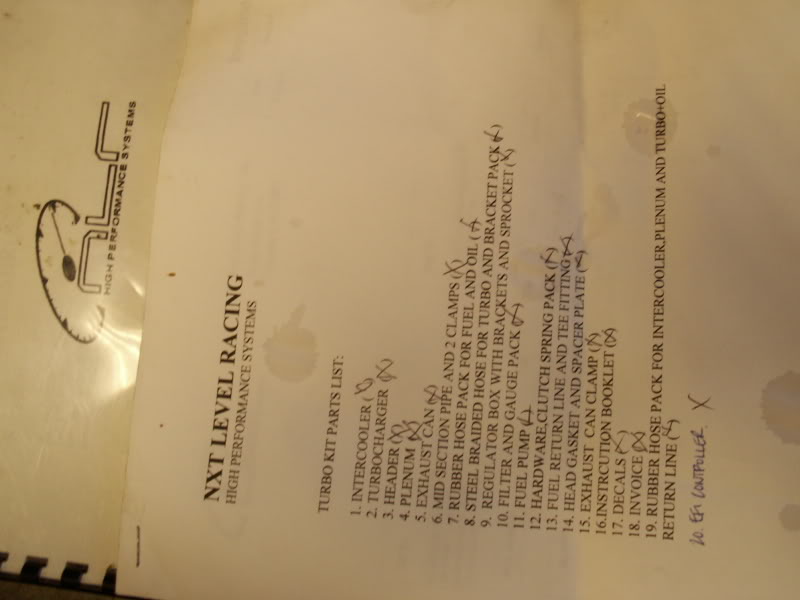 NLR
HIGH PERFORMANCE SYSTEMS
NXT LEVEL RACING
HIGH PERFORMANCE SYSTEMS
TURBO KIT PARTS LIST:
1. INTERCOOLER (X)
2. TURBOCHARGER (X)
3. HEADER (X)
4. PLENUM (X)
5. EXHAUST CAN (X)
6. MID SECTION PIPE AND 2 CLAMPS (X)
7. RUBBER HOSE PACK FOR FUEL AND OIL (X)
8. STEEL BRAIDED HOSE FOR TURBO AND BRACKET PACK (X)
9. REGULATOR BOX WITH BRACKETS AND SPROCKET (X)
10. FILTER AND GAUGE PACK (X)
11. FUEL PUMP (X)
12. HARDWARE,CLUTCH SPRING PACK (X)
13. FUEL RETURN LINE AND TEE FITTING (X)
14. HEAD GASKET AND SPACER PLATE (X)
15. EXHAUST CAN CLAMP (X)
16.INSTRCUTION BOOKLET (X)
17. DECALS (X)
18. INVOICE (X)
19. RUBBER HOSE PACK FOR INTERCOOLER,PLENUM AND TURBO+OIL
RETURN LINE (X)
20. EFI CONTROLLER X